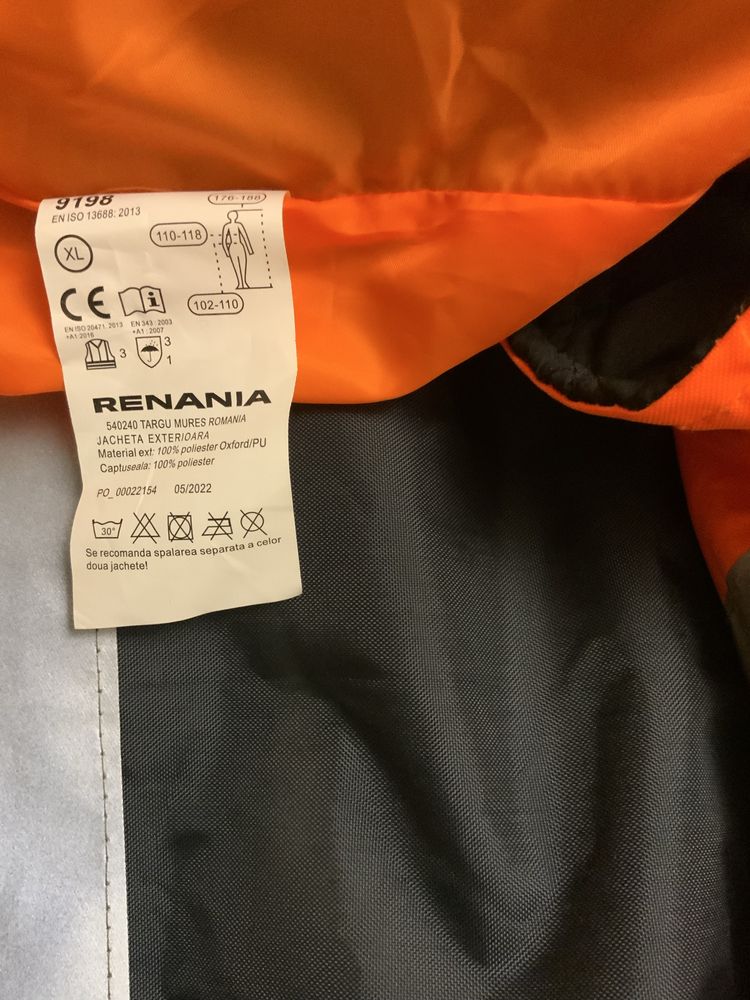 9198
EN ISO 13688: 2013
176-188
XL
110-118
102-110
CE
i
EN ISO 20471: 2013
+A1:2016
EN 343: 2003
+A1: 2007
3
3
1
RENANIA
540240 TARGU MURES ROMANIA
JACHETA EXTERIOARA
Material ext: 100% poliester Oxford/PU
Captuseala: 100% poliester
PO_00022154 05/2022
30°
Se recomanda spalarea separata a celor
doua jachete!